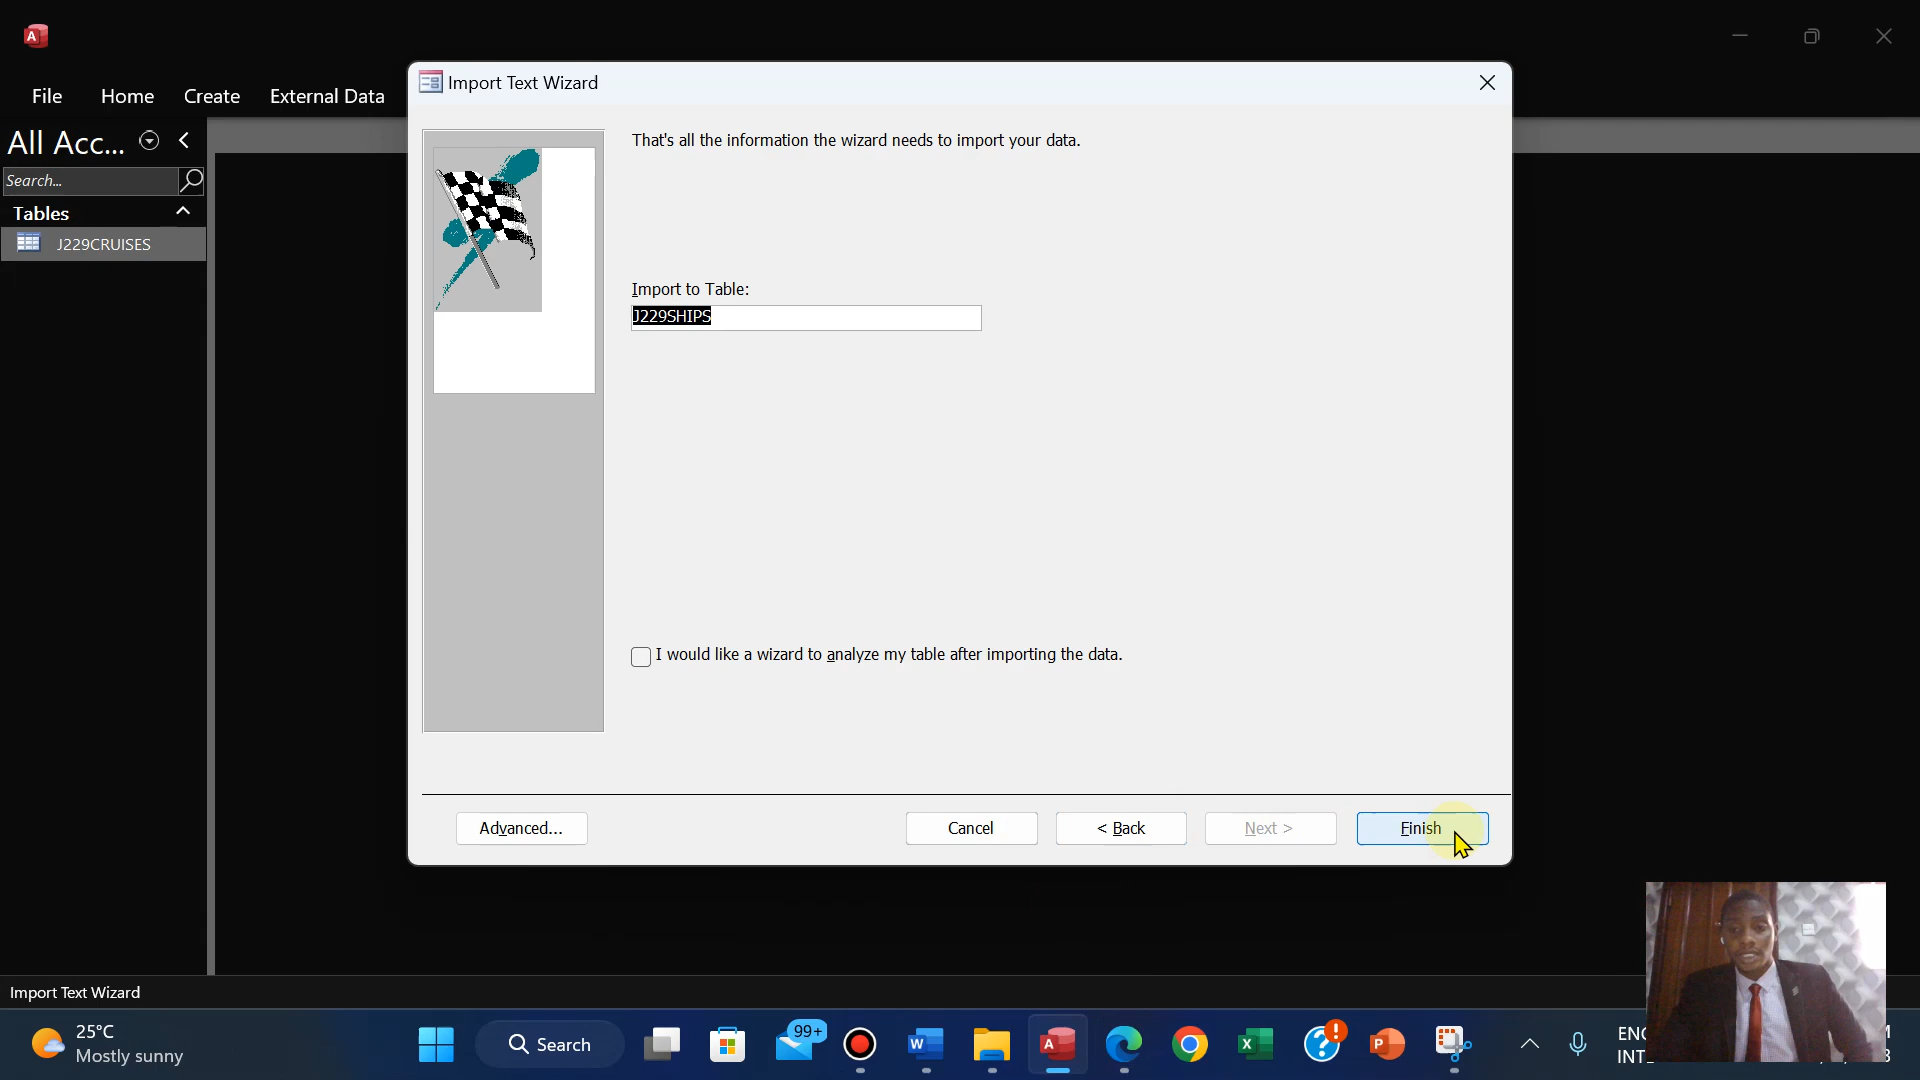 A
File
Home
Create
External Data
Import Text Wizard
All Acc...
Search...
Tables
J229CRUISES
That's all the information the wizard needs to import your data.
Import to Table:
J229SHIPS
I would like a wizard to analyze my table after importing the data.
Advanced...
Cancel
< Back
Next >
Finish
Import Text Wizard
25°C
Mostly sunny
Search
99+
W
A
X
P
ENG